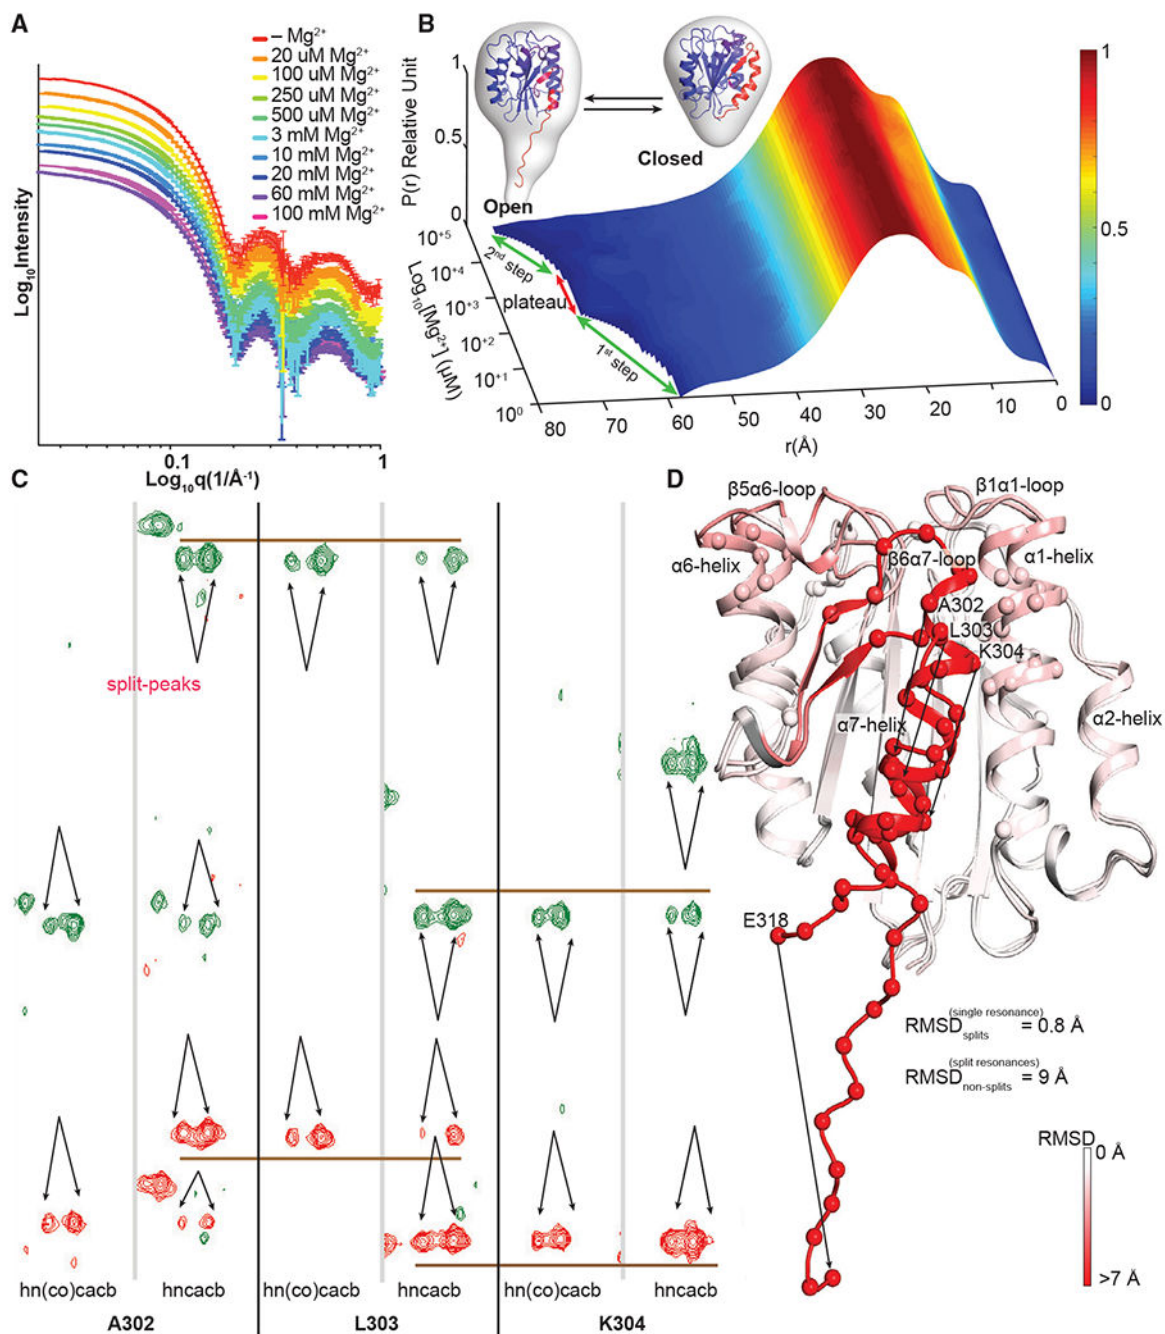 A
– Mg2+
20 uM Mg2+
100 uM Mg2+
250 uM Mg2+
500 uM Mg2+
3 mM Mg2+
10 mM Mg2+
20 mM Mg2+
60 mM Mg2+
100 mM Mg2+
Log10Intensity
0.1
1
Log10q(1/Å-1)
B
P(r) Relative Unit
1
0.5
0
Open
Closed
2nd step
plateau
1st step
10+5
10+4
10+3
10+2
10+1
100
Log10[Mg2+] (μM)
80
70
60
50
40
30
20
10
0
r(Å)
1
0.5
0
C
split-peaks
hn(co)cacb
hncacb
hn(co)cacb
hncacb
hn(co)cacb
hncacb
A302
L303
K304
D
β5α6-loop
β1α1-loop
α6-helix
β6α7-loop
α1-helix
A302
L303
K304
α7-helix
α2-helix
E318
RMSD splits (single resonance) = 0.8 Å
RMSD non-splits (split resonances) = 9 Å
RMSD
0 Å
>7 Å